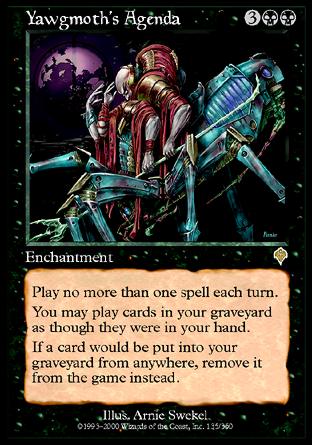 Yawgmoth's Agenda 3
Enchantment
Play no more than one spell each turn.
You may play cards in your graveyard
as though they were in your hand.
If a card would be put into your
graveyard from anywhere, remove it
from the game instead.
Illus. Arnie Swekel
©1993–2000 Wizards of the Coast, Inc. 135/350